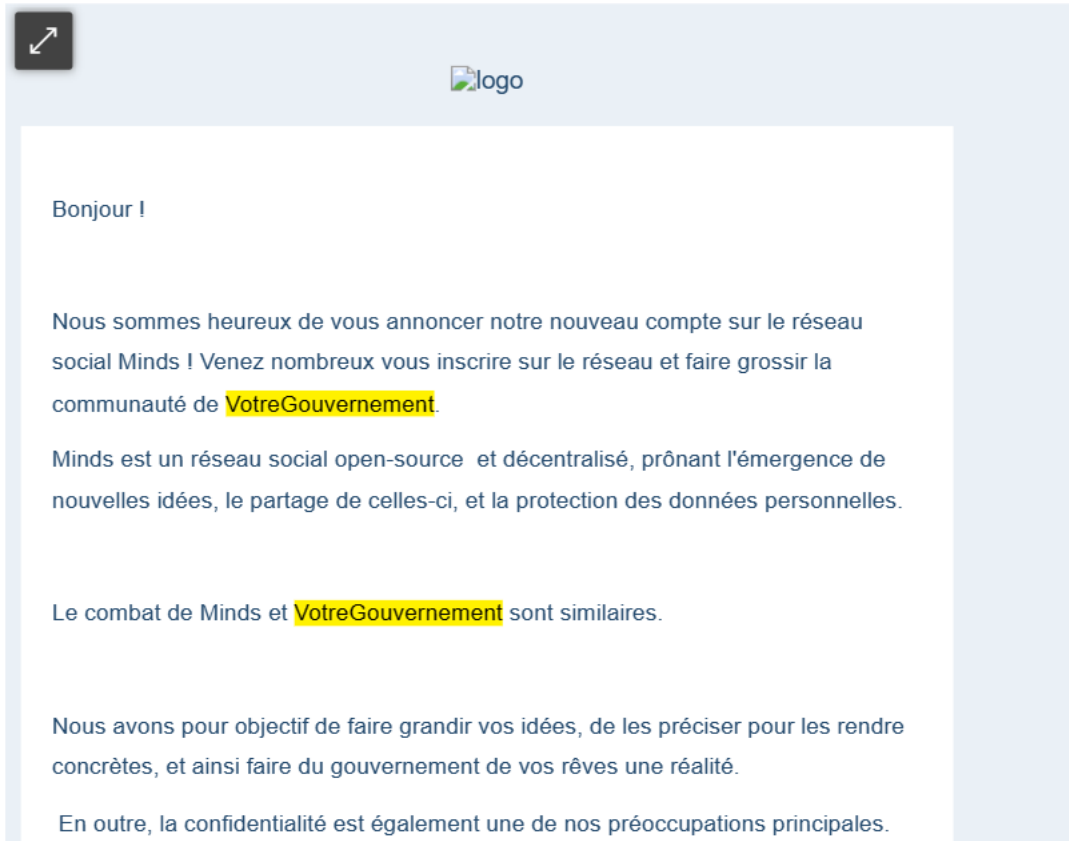 logo
Bonjour !
Nous sommes heureux de vous annoncer notre nouveau compte sur le réseau
social Minds ! Venez nombreux vous inscrire sur le réseau et faire grossir la
communauté de VotreGouvernement.
Minds est un réseau social open-source  et décentralisé, prônant l'émergence de
nouvelles idées, le partage de celles-ci, et la protection des données personnelles.
Le combat de Minds et VotreGouvernement sont similaires.
Nous avons pour objectif de faire grandir vos idées, de les préciser pour les rendre
concrètes, et ainsi faire du gouvernement de vos rêves une réalité.
En outre, la confidentialité est également une de nos préoccupations principales.